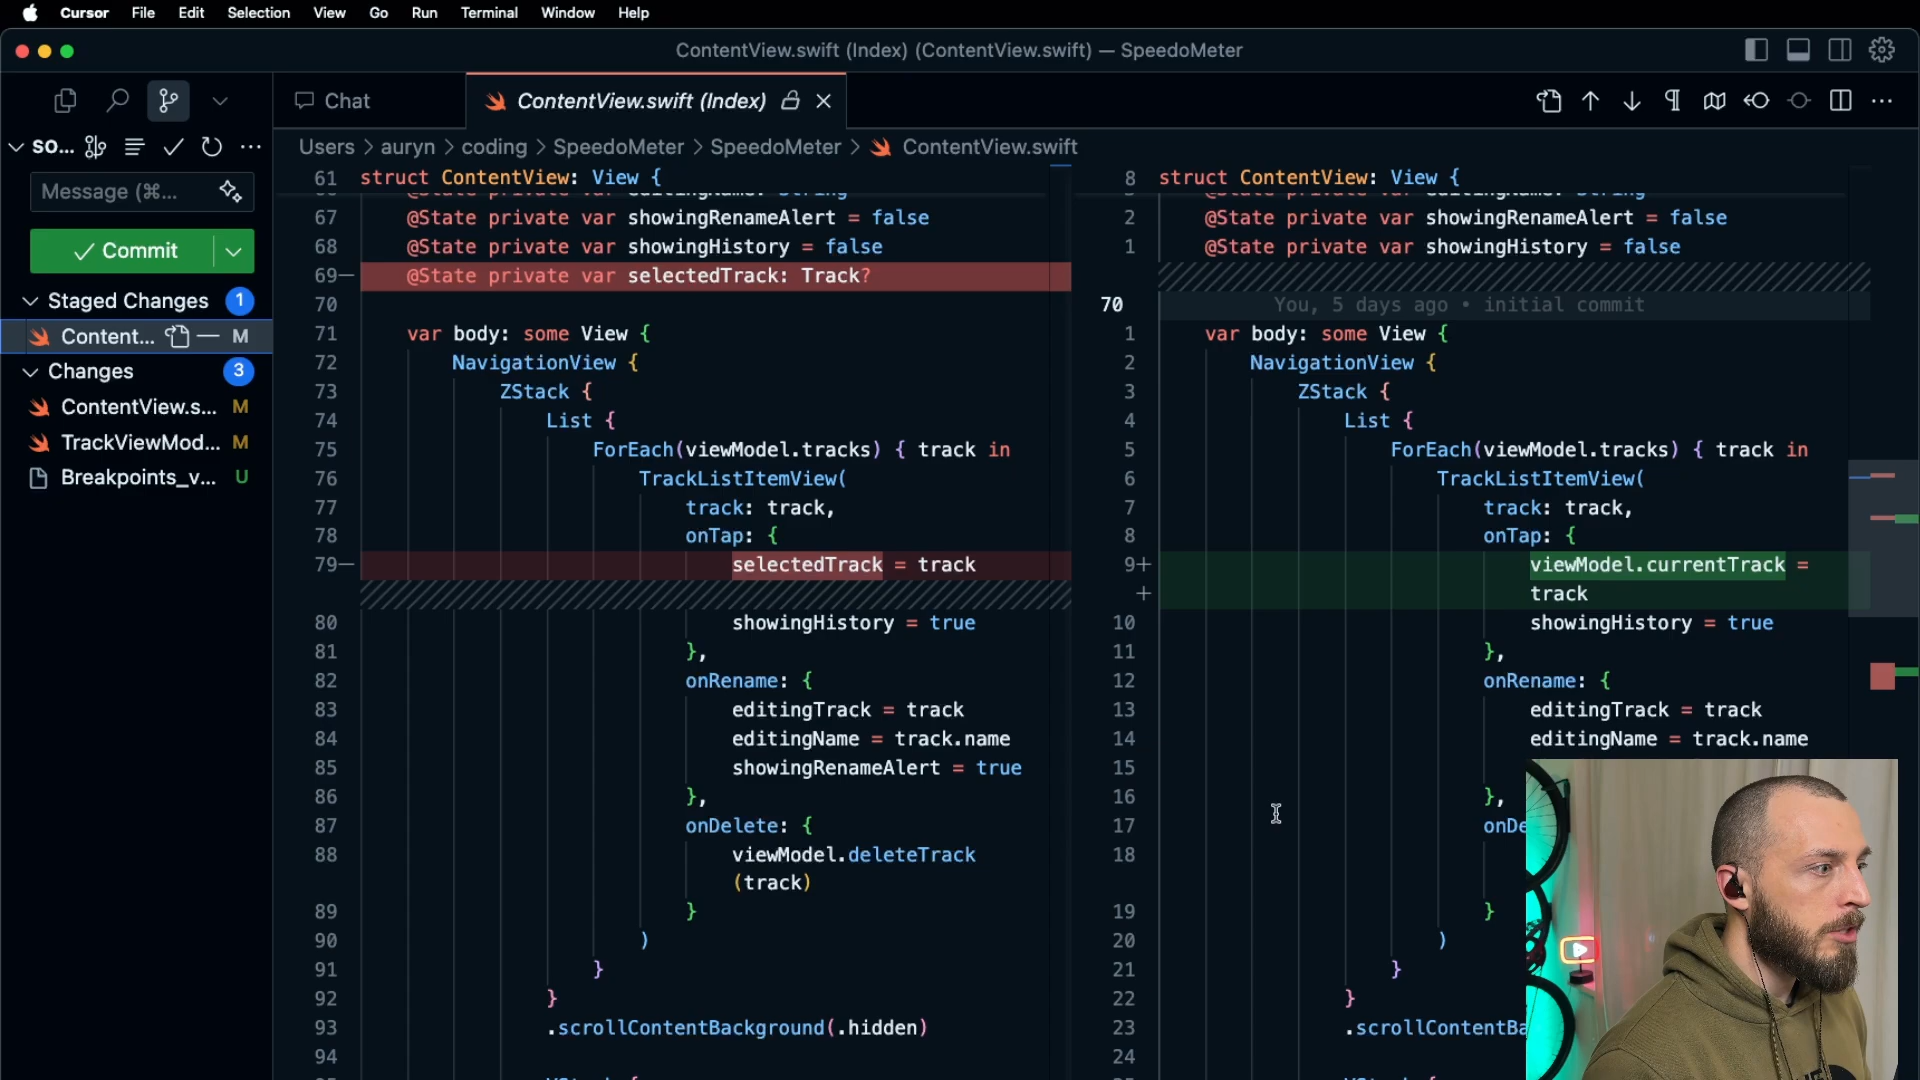 Cursor File Edit Selection View Go Run Terminal Window Help
ContentView.swift (Index) (ContentView.swift) — SpeedoMeter
Chat
ContentView.swift (Index)
SO...
Users > auryn > coding > SpeedoMeter > SpeedoMeter > ContentView.swift
Message (⌘...
Commit
Staged Changes 1
Content... M
Changes 3
ContentView.s... M
TrackViewMod... M
Breakpoints_v... U
61 struct ContentView: View {
67 @State private var showingRenameAlert = false
68 @State private var showingHistory = false
69— @State private var selectedTrack: Track?
70
71 var body: some View {
72 NavigationView {
73 ZStack {
74 List {
75 ForEach(viewModel.tracks) { track in
76 TrackListItemView(
77 track: track,
78 onTap: {
79— selectedTrack = track
80 showingHistory = true
81 },
82 onRename: {
83 editingTrack = track
84 editingName = track.name
85 showingRenameAlert = true
86 },
87 onDelete: {
88 viewModel.deleteTrack
(track)
89 }
90 )
91 }
92 }
93 .scrollContentBackground(.hidden)
94
8 struct ContentView: View {
2 @State private var showingRenameAlert = false
1 @State private var showingHistory = false
70 You, 5 days ago • initial commit
1 var body: some View {
2 NavigationView {
3 ZStack {
4 List {
5 ForEach(viewModel.tracks) { track in
6 TrackListItemView(
7 track: track,
8 onTap: {
9+ viewModel.currentTrack =
+ track
10 showingHistory = true
11 },
12 onRename: {
13 editingTrack = track
14 editingName = track.name
15
16 },
17 onDe
18
19 }
20 )
21 }
22 }
23 .scrollContentBa
24